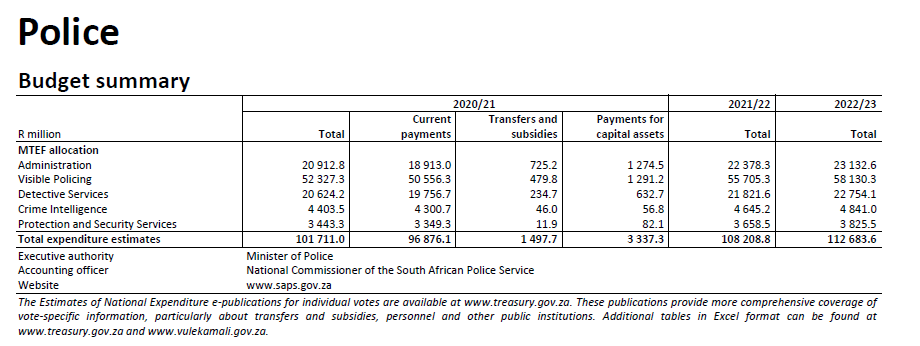 Police
Budget summary
2020/21 2021/22 2022/23
Current Transfers and Payments for
R million Total payments subsidies capital assets Total Total
MTEF allocation
Administration 20 912.8 18 913.0 725.2 1 274.5 22 378.3 23 132.6
Visible Policing 52 327.3 50 556.3 479.8 1 291.2 55 705.3 58 130.3
Detective Services 20 624.2 19 756.7 234.7 632.7 21 821.6 22 754.1
Crime Intelligence 4 403.5 4 300.7 46.0 56.8 4 645.2 4 841.0
Protection and Security Services 3 443.3 3 349.3 11.9 82.1 3 658.5 3 825.5
Total expenditure estimates 101 711.0 96 876.1 1 497.7 3 337.3 108 208.8 112 683.6
Executive authority Minister of Police
Accounting officer National Commissioner of the South African Police Service
Website www.saps.gov.za
The Estimates of National Expenditure e-publications for individual votes are available at www.treasury.gov.za. These publications provide more comprehensive coverage of
vote-specific information, particularly about transfers and subsidies, personnel and other public institutions. Additional tables in Excel format can be found at
www.treasury.gov.za and www.vulekamali.gov.za.